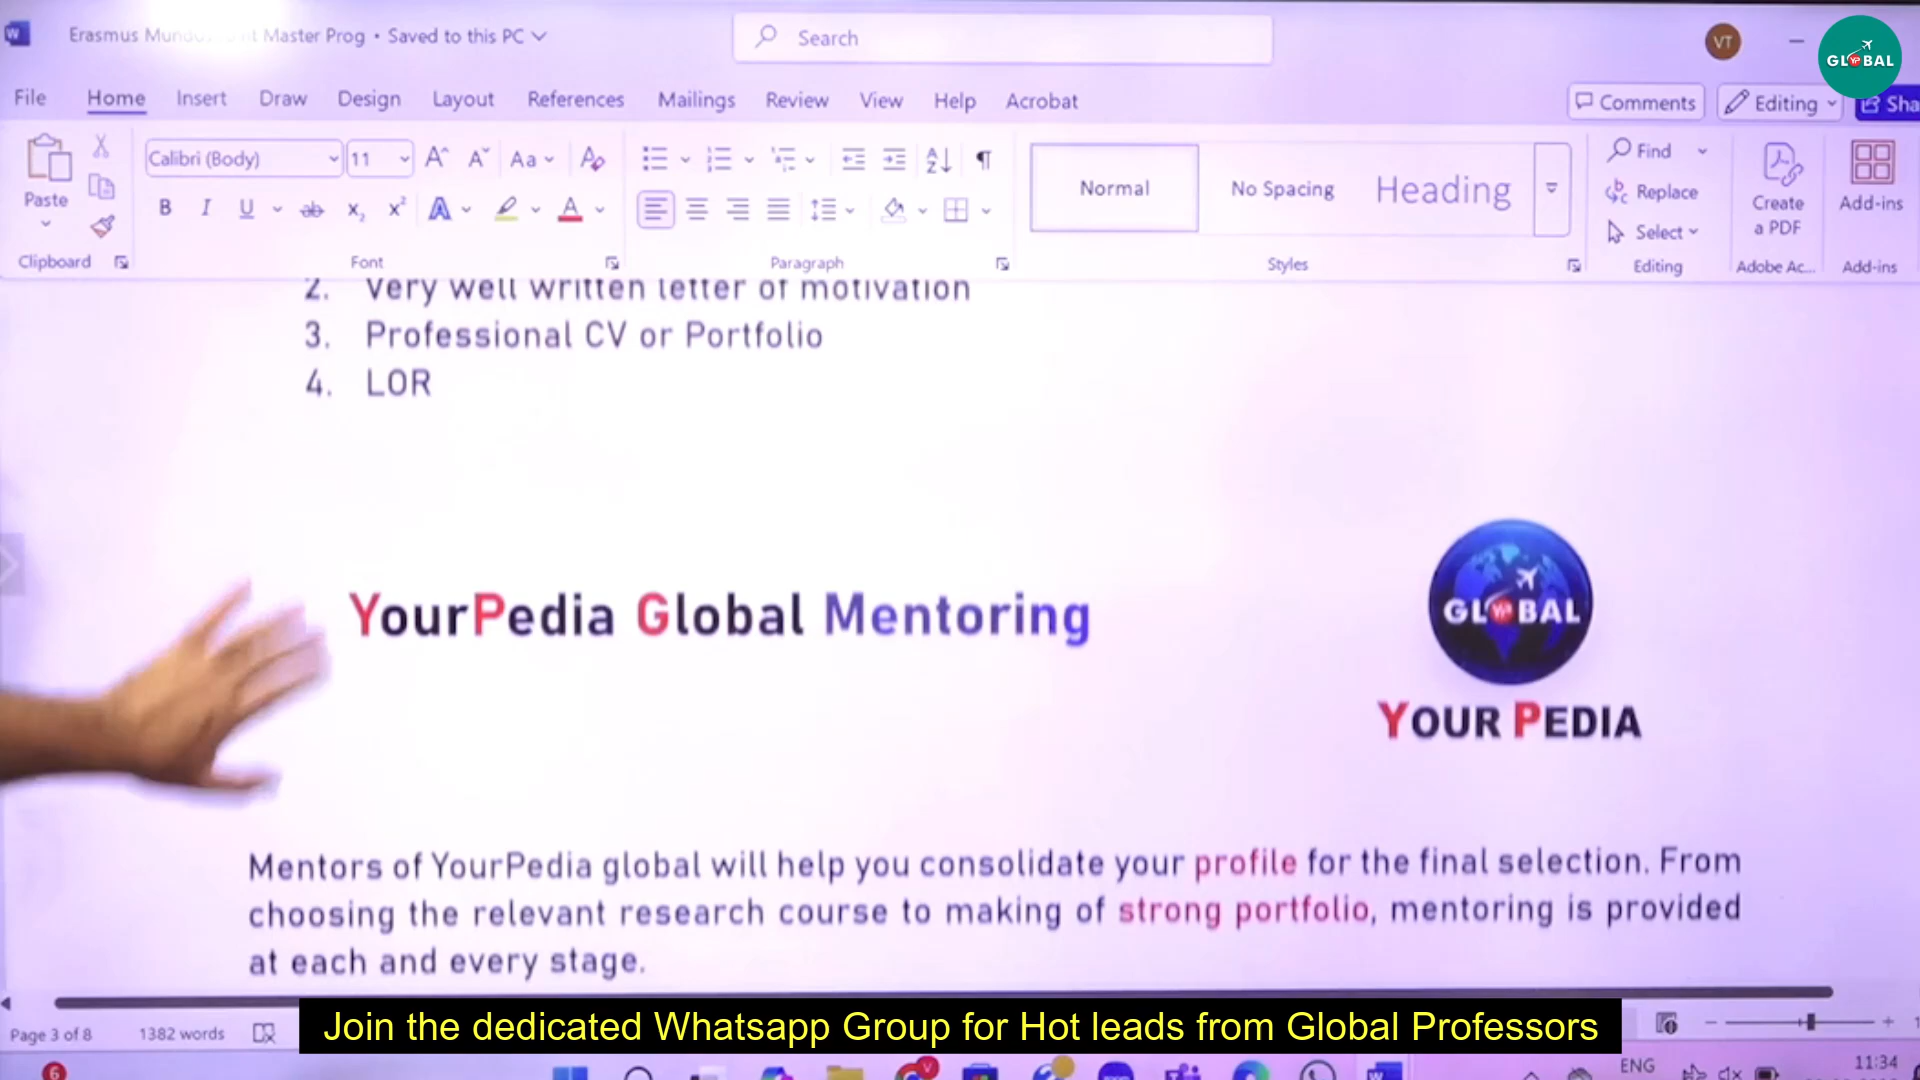 Erasmus Master Prog • Saved to this PC
Search
VT
GLOBAL
File Home Insert Draw Design Layout References Mailings Review View Help Acrobat
Comments Editing Sha
Paste
Calibri (Body) 11
Aa
B I U ab
Normal
No Spacing
Heading
Find
Replace
Select
Create
a PDF
Add-ins
Clipboard
Font
Paragraph
Styles
Editing
Adobe Ac...
Add-ins
2. Very well written letter of motivation
3. Professional CV or Portfolio
4. LOR
YourPedia Global Mentoring
GLOBAL
YOUR PEDIA
Mentors of YourPedia global will help you consolidate your profile for the final selection. From
choosing the relevant research course to making of strong portfolio, mentoring is provided
at each and every stage.
Page 3 of 8 1382 words
Join the dedicated Whatsapp Group for Hot leads from Global Professors
6
ENG
11:34